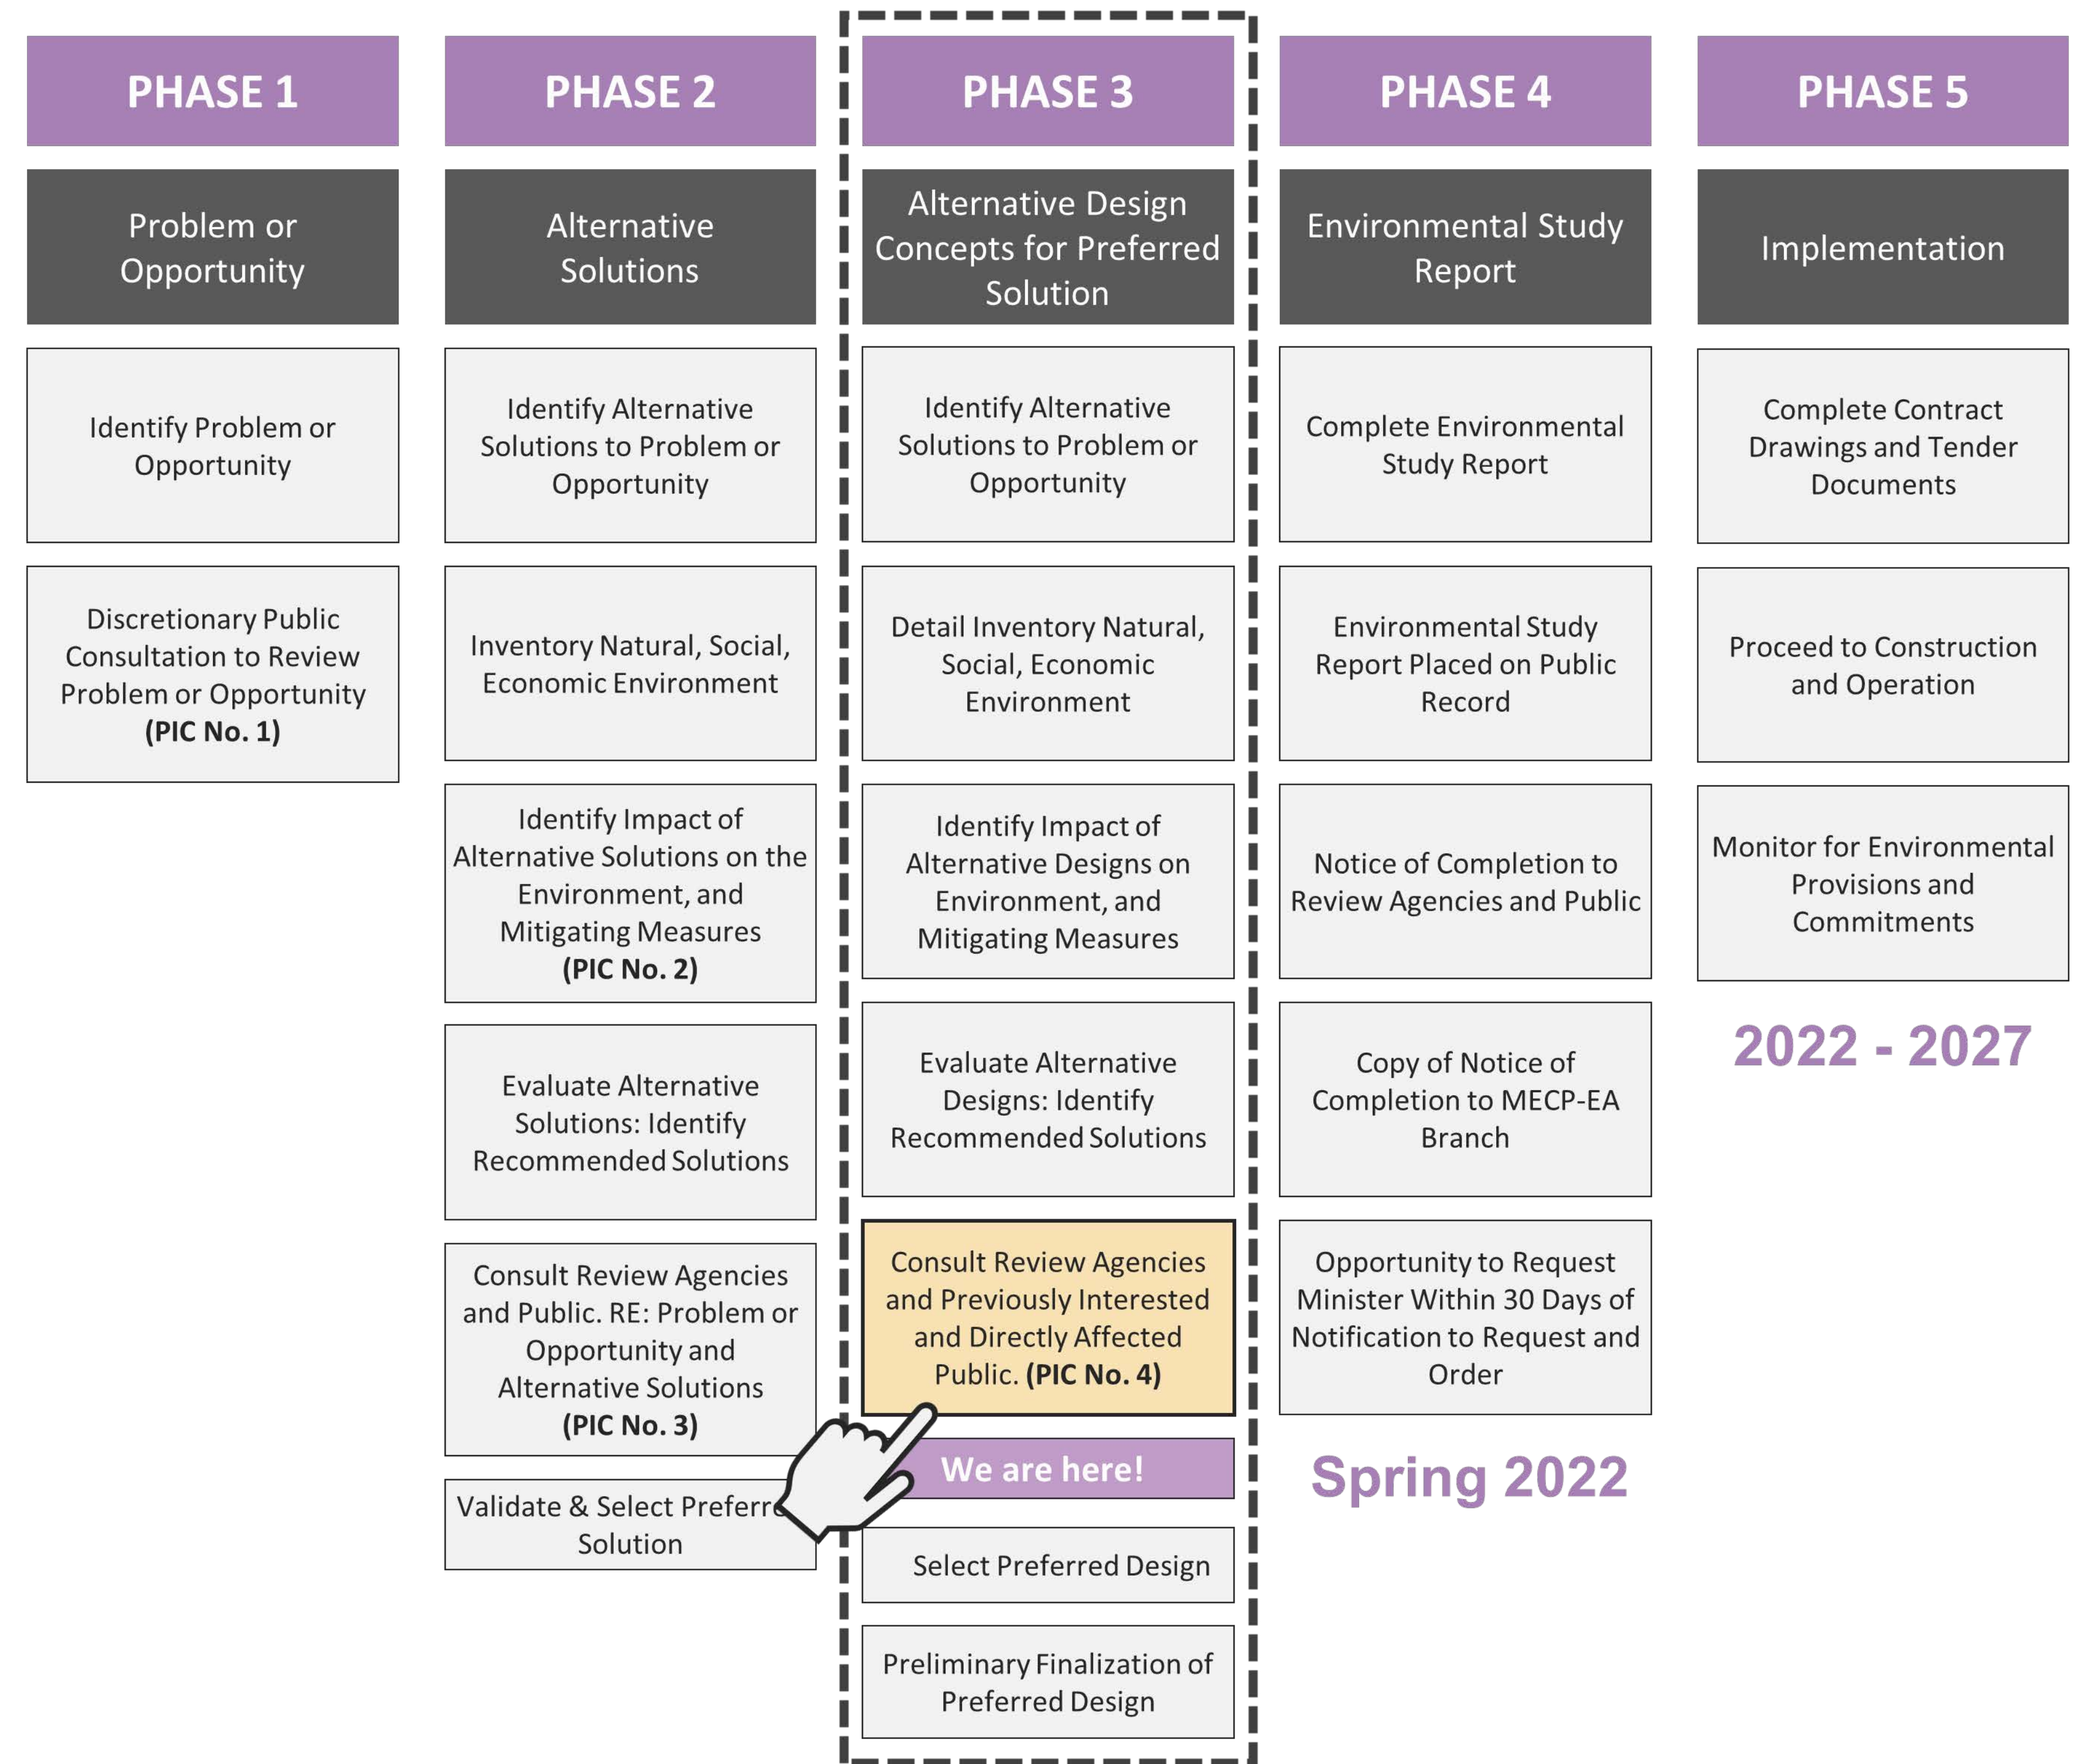 PHASE 1
Problem or
Opportunity
Identify Problem or
Opportunity
Discretionary Public
Consultation to Review
Problem or Opportunity
(PIC No. 1)
PHASE 2
Alternative
Solutions
Identify Alternative
Solutions to Problem or
Opportunity
Inventory Natural, Social,
Economic Environment
Identify Impact of
Alternative Solutions on the
Environment, and
Mitigating Measures
(PIC No. 2)
Evaluate Alternative
Solutions: Identify
Recommended Solutions
Consult Review Agencies
and Public. RE: Problem or
Opportunity and
Alternative Solutions
(PIC No. 3)
Validate & Select
Solution
PHASE 3
Alternative Design
Concepts for Preferred
Solution
Identify Alternative
Solutions to Problem or
Opportunity
Detail Inventory Natural,
Social, Economic
Environment
Identify Impact of
Alternative Designs on
Environment, and
Mitigating Measures
Evaluate Alternative
Designs: Identify
Recommended Solutions
Consult Review Agencies
and Previously Interested
and Directly Affected
Public. (PIC No. 4)
We are here!
Select Preferred Design
Preliminary Finalization of
Preferred Design
PHASE 4
Environmental Study
Report
Complete Environmental
Study Report
Environmental Study
Report Placed on Public
Record
Notice of Completion to
Review Agencies and Public
Copy of Notice of
Completion to MECP-EA
Branch
Opportunity to Request
Minister Within 30 Days of
Notification to Request and
Order
Spring 2022
PHASE 5
Implementation
Complete Contract
Drawings and Tender
Documents
Proceed to Construction
and Operation
Monitor for Environmental
Provisions and
Commitments
2022 - 2027